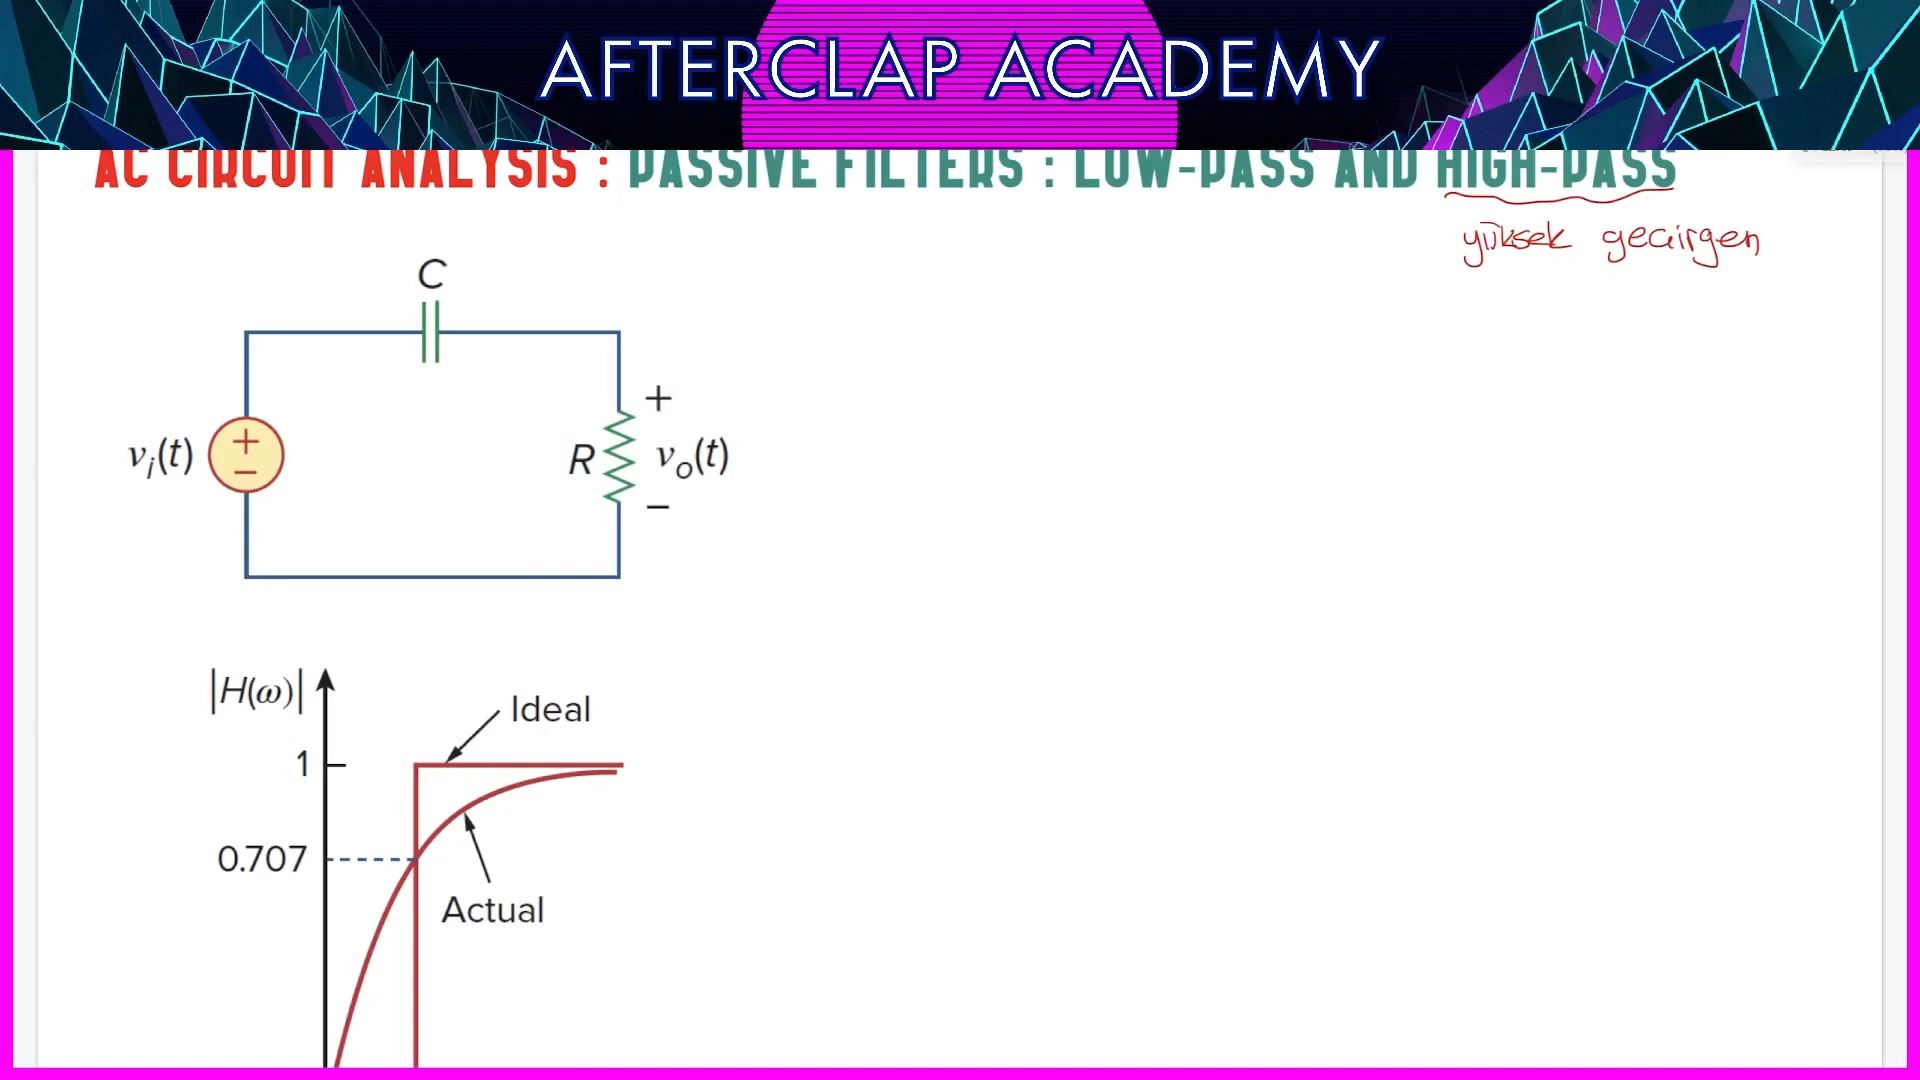 AFTERCLAP ACADEMY
AC CIRCUIT ANALYSIS : PASSIVE FILTERS : LOW-PASS AND HIGH-PASS
yüksek geçirgen
C
+
vi(t) + − R vo(t)
−
|H(ω)|
Ideal
1
0.707
Actual